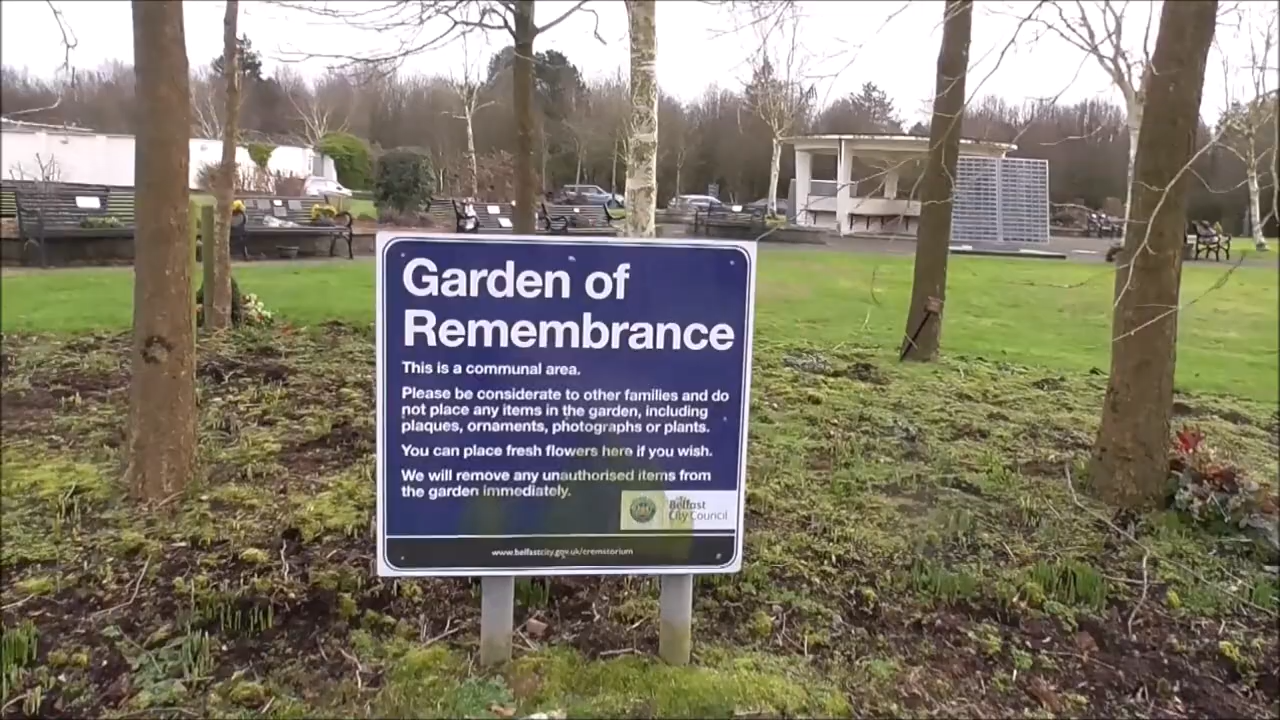 Garden of
Remembrance
This is a communal area.
Please be considerate to other families and do
not place any items in the garden, including
plaques, ornaments, photographs or plants.
You can place fresh flowers here if you wish.
We will remove any unauthorised items from
the garden immediately.
Belfast
City Council
www.belfastcity.gov.uk/crematorium